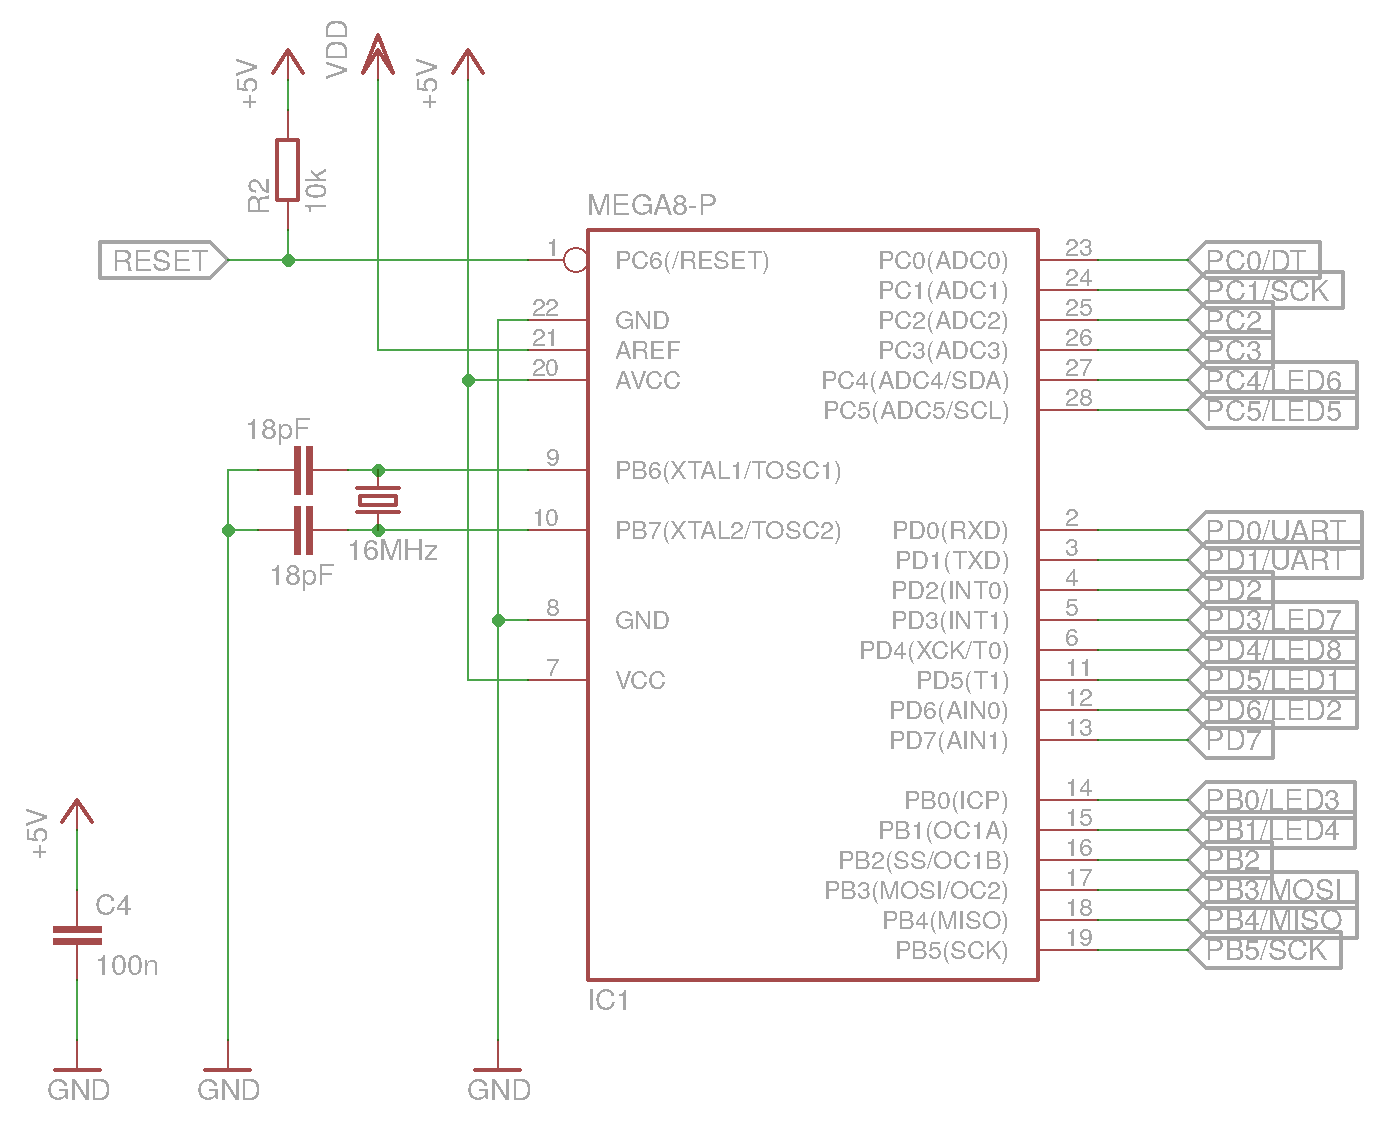 +5V
VDD
+5V
R2
10k
MEGA8-P
RESET
1
PC6(/RESET)
PC0(ADC0)
23
PC0/DT
PC1(ADC1)
24
PC1/SCK
22
GND
PC2(ADC2)
25
PC2
21
AREF
PC3(ADC3)
26
PC3
20
AVCC
PC4(ADC4/SDA)
27
PC4/LED6
PC5(ADC5/SCL)
28
PC5/LED5
18pF
9
PB6(XTAL1/TOSC1)
10
PB7(XTAL2/TOSC2)
PD0(RXD)
2
PD0/UART
16MHz
18pF
PD1(TXD)
3
PD1/UART
PD2(INT0)
4
PD2
8
GND
PD3(INT1)
5
PD3/LED7
PD4(XCK/T0)
6
PD4/LED8
7
VCC
PD5(T1)
11
PD5/LED1
PD6(AIN0)
12
PD6/LED2
PD7(AIN1)
13
PD7
PB0(ICP)
14
PB0/LED3
+5V
PB1(OC1A)
15
PB1/LED4
PB2(SS/OC1B)
16
PB2
PB3(MOSI/OC2)
17
PB3/MOSI
C4
PB4(MISO)
18
PB4/MISO
PB5(SCK)
19
PB5/SCK
100n
IC1
GND
GND
GND